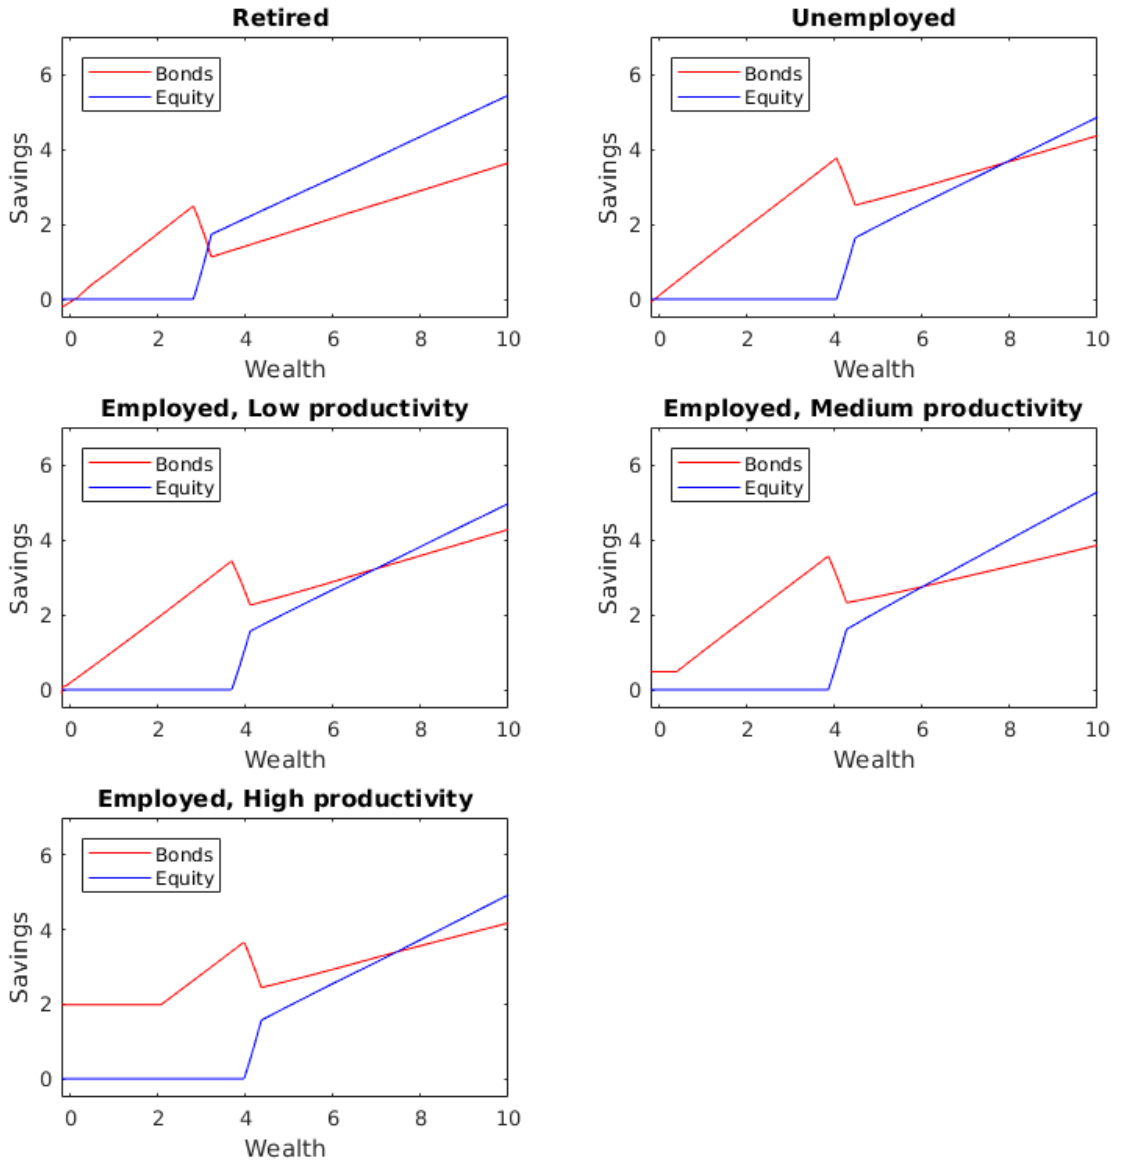 Retired
Bonds
Equity
Savings
6
4
2
0
0 2 4 6 8 10
Wealth
Unemployed
Bonds
Equity
Savings
6
4
2
0
0 2 4 6 8 10
Wealth
Employed, Low productivity
Bonds
Equity
Savings
6
4
2
0
0 2 4 6 8 10
Wealth
Employed, Medium productivity
Bonds
Equity
Savings
6
4
2
0
0 2 4 6 8 10
Wealth
Employed, High productivity
Bonds
Equity
Savings
6
4
2
0
0 2 4 6 8 10
Wealth